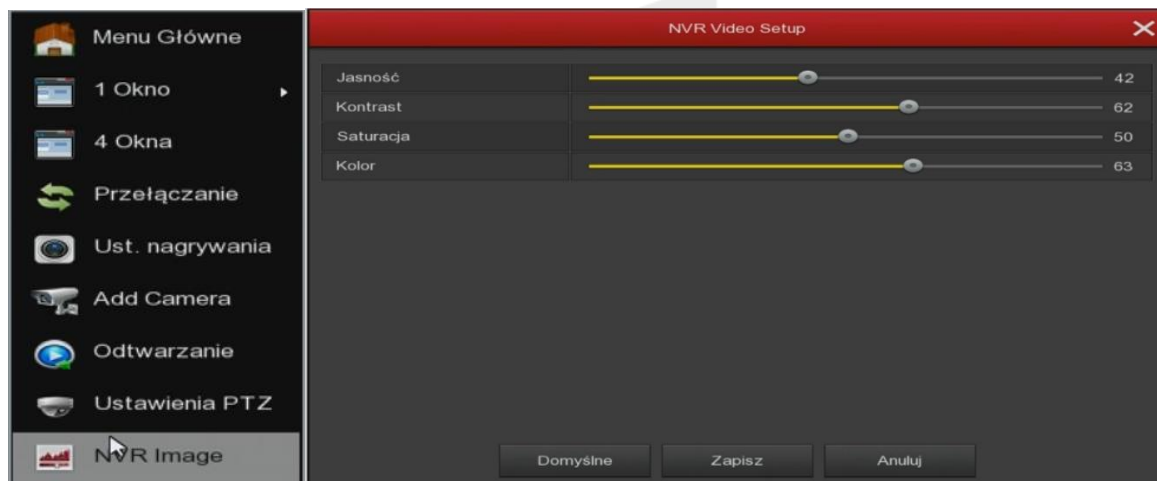 Menu Główne
1 Okno
4 Okna
Przełączanie
Ust. nagrywania
Add Camera
Odtwarzanie
Ustawienia PTZ
NVR Image
NVR Video Setup
Jasność 42
Kontrast 62
Saturacja 50
Kolor 63
Domyślne Zapisz Anuluj